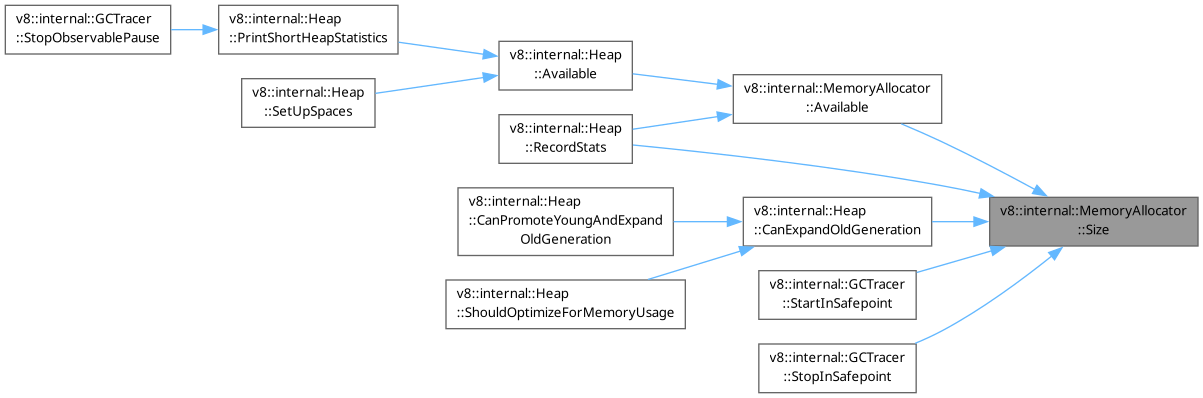 v8::internal::GCTracer
::StopObservablePause
v8::internal::Heap
::PrintShortHeapStatistics
v8::internal::Heap
::SetUpSpaces
v8::internal::Heap
::Available
v8::internal::Heap
::RecordStats
v8::internal::MemoryAllocator
::Available
v8::internal::Heap
::CanPromoteYoungAndExpand
OldGeneration
v8::internal::Heap
::CanExpandOldGeneration
v8::internal::MemoryAllocator
::Size
v8::internal::Heap
::ShouldOptimizeForMemoryUsage
v8::internal::GCTracer
::StartInSafepoint
v8::internal::GCTracer
::StopInSafepoint